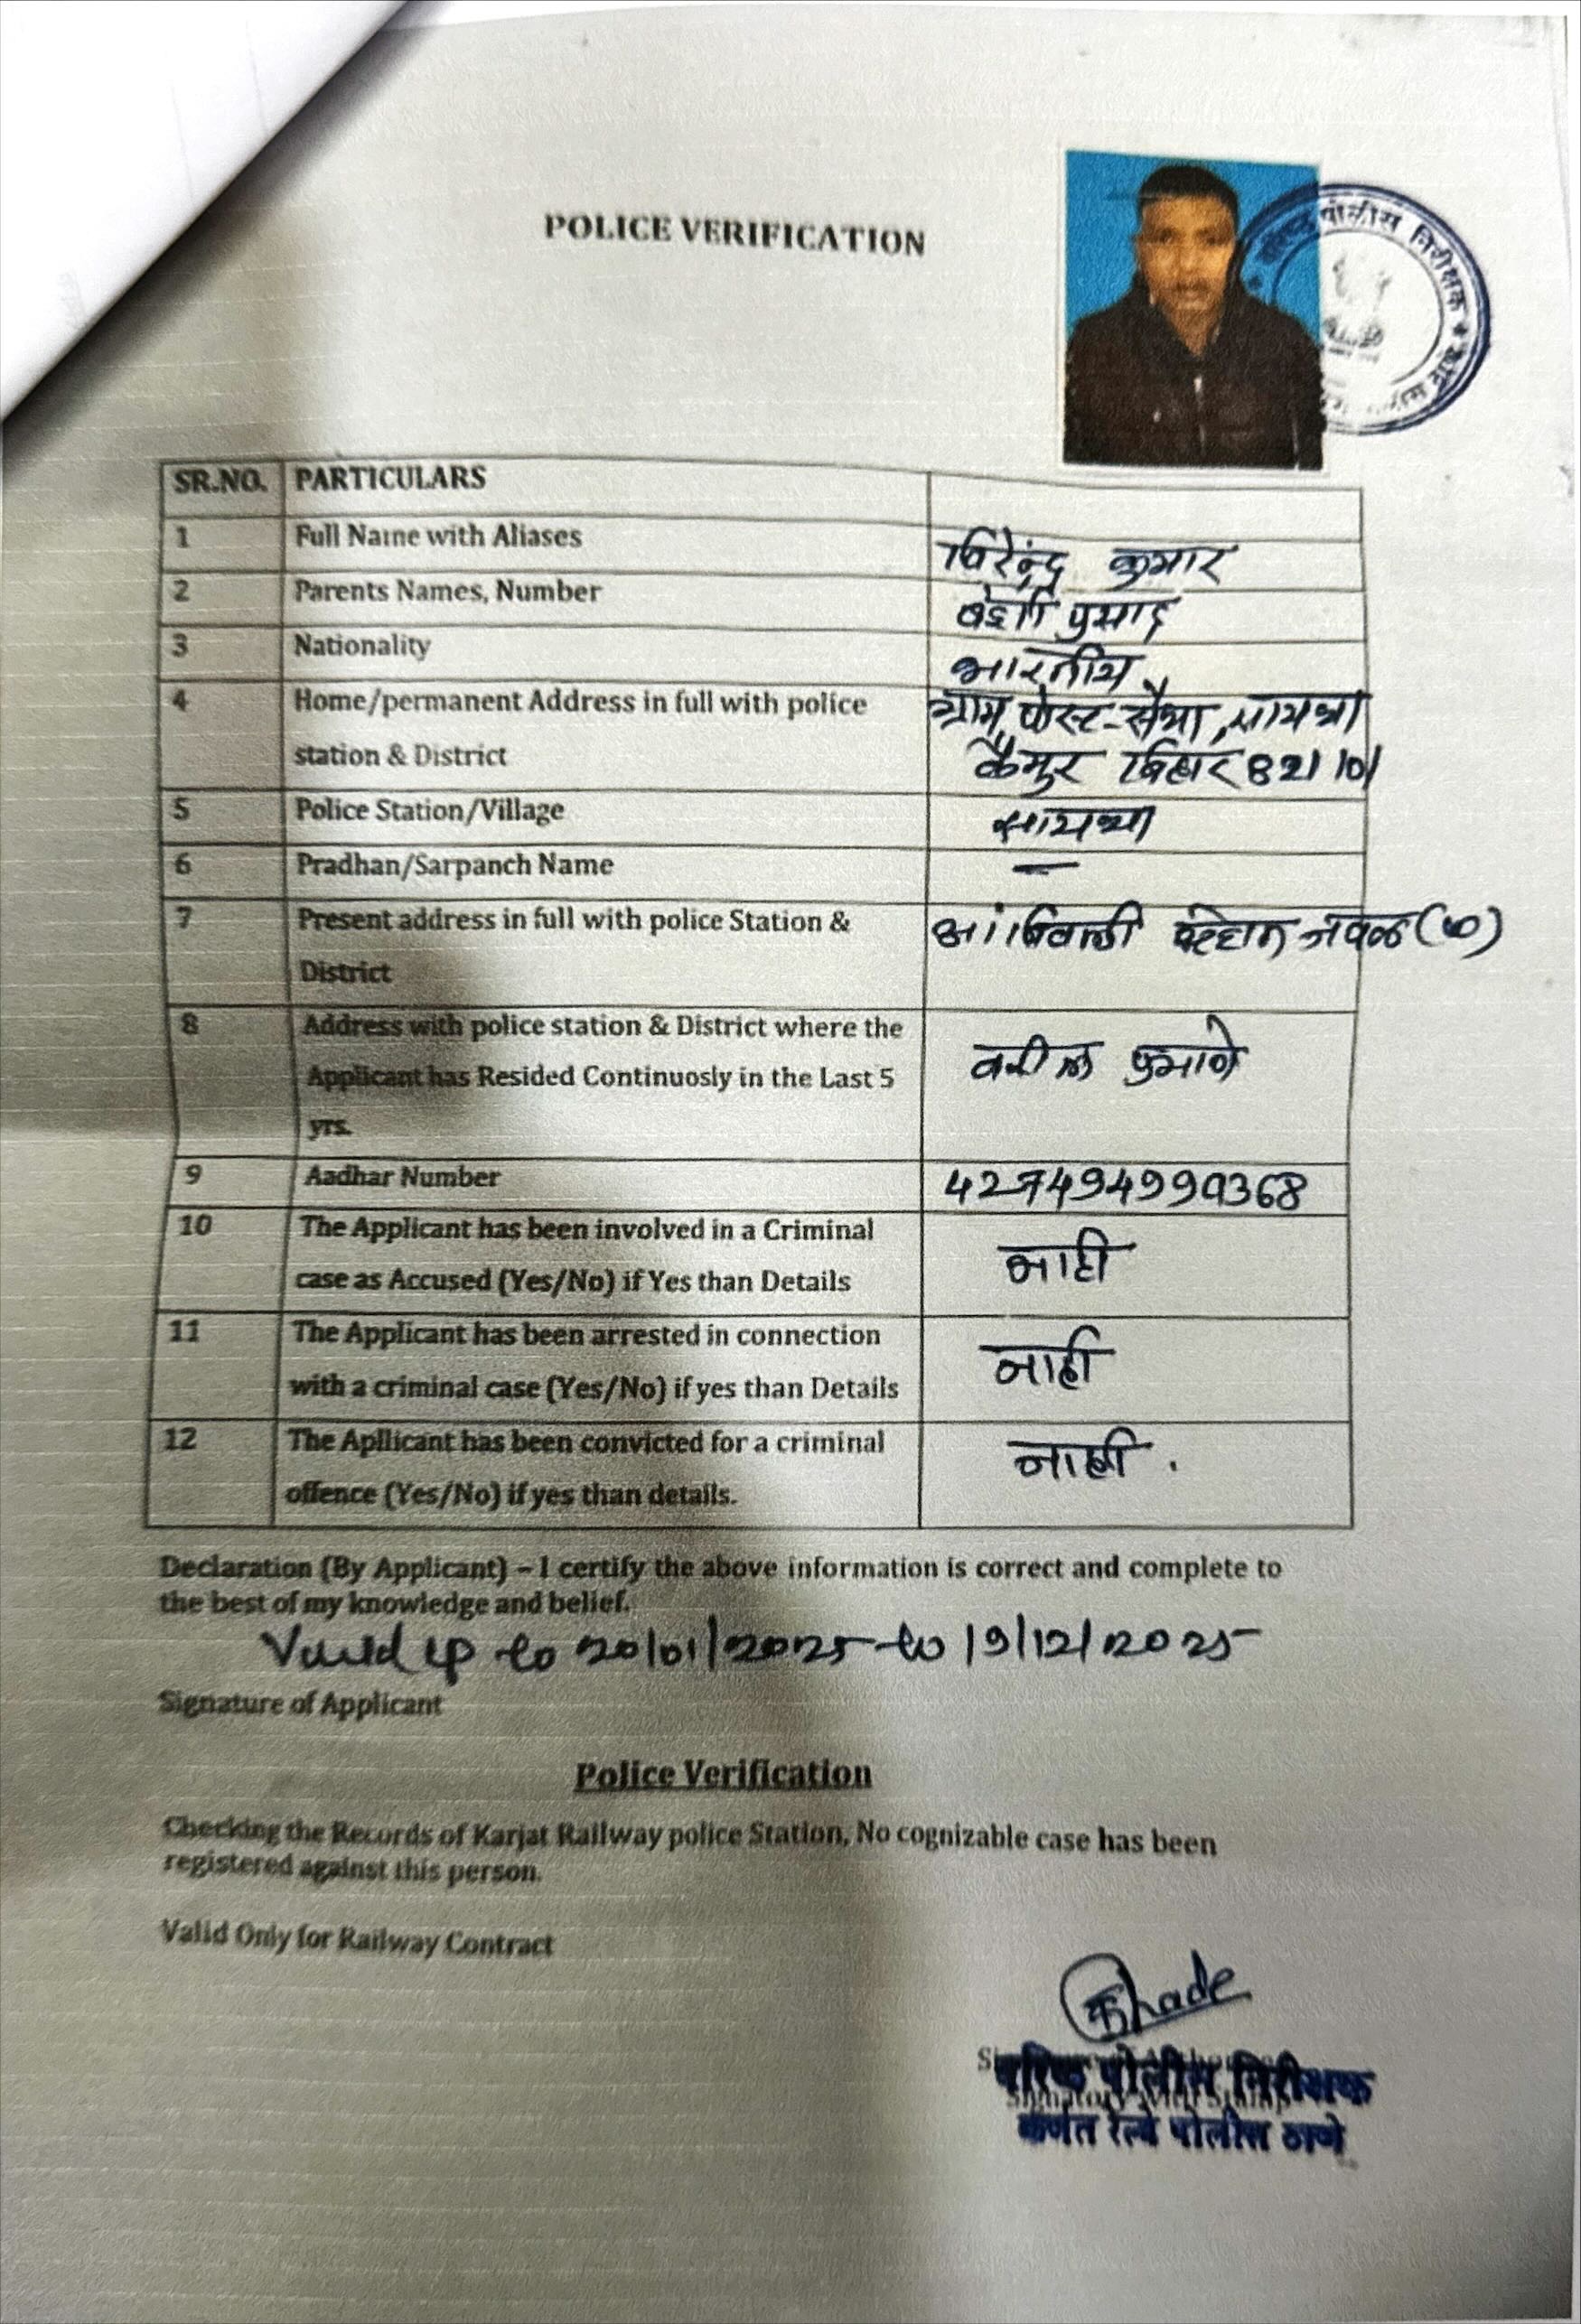 POLICE VERIFICATION
पोलीस निरीक्षक
SR.NO. PARTICULARS
1 Full Name with Aliases विरेन्द्र कुमार
2 Parents Names, Number प्रसाद
3 Nationality भारतीय
4 Home/permanent Address in full with police ग्राम, पोस्ट-सैथा,
station & District कैमुर बिहार 821101
5 Police Station/Village
6 Pradhan/Sarpanch Name —
7 Present address in full with police Station & आंबिवली स्टेशन जवळ (प)
District
8 Address with police station & District where the
Applicant has Resided Continuosly in the Last 5 वरील प्रमाणे
yrs.
9 Aadhar Number 427494999368
10 The Applicant has been involved in a Criminal नाही
case as Accused (Yes/No) if Yes than Details
11 The Applicant has been arrested in connection नाही
with a criminal case (Yes/No) if yes than Details
12 The Apllicant has been convicted for a criminal नाही.
offence (Yes/No) if yes than details.
Declaration (By Applicant) – I certify the above information is correct and complete to
the best of my knowledge and belief.
Valid up to 20/01/2025 to 19/12/2025
Signature of Applicant
Police Verification
Checking the Records of Karjat Railway police Station, No cognizable case has been
registered against this person.
Valid Only for Railway Contract
वरिष्ठ पोलीस निरीक्षक
Signatory with Stamp
कर्जत रेल्वे पोलीस ठाणे